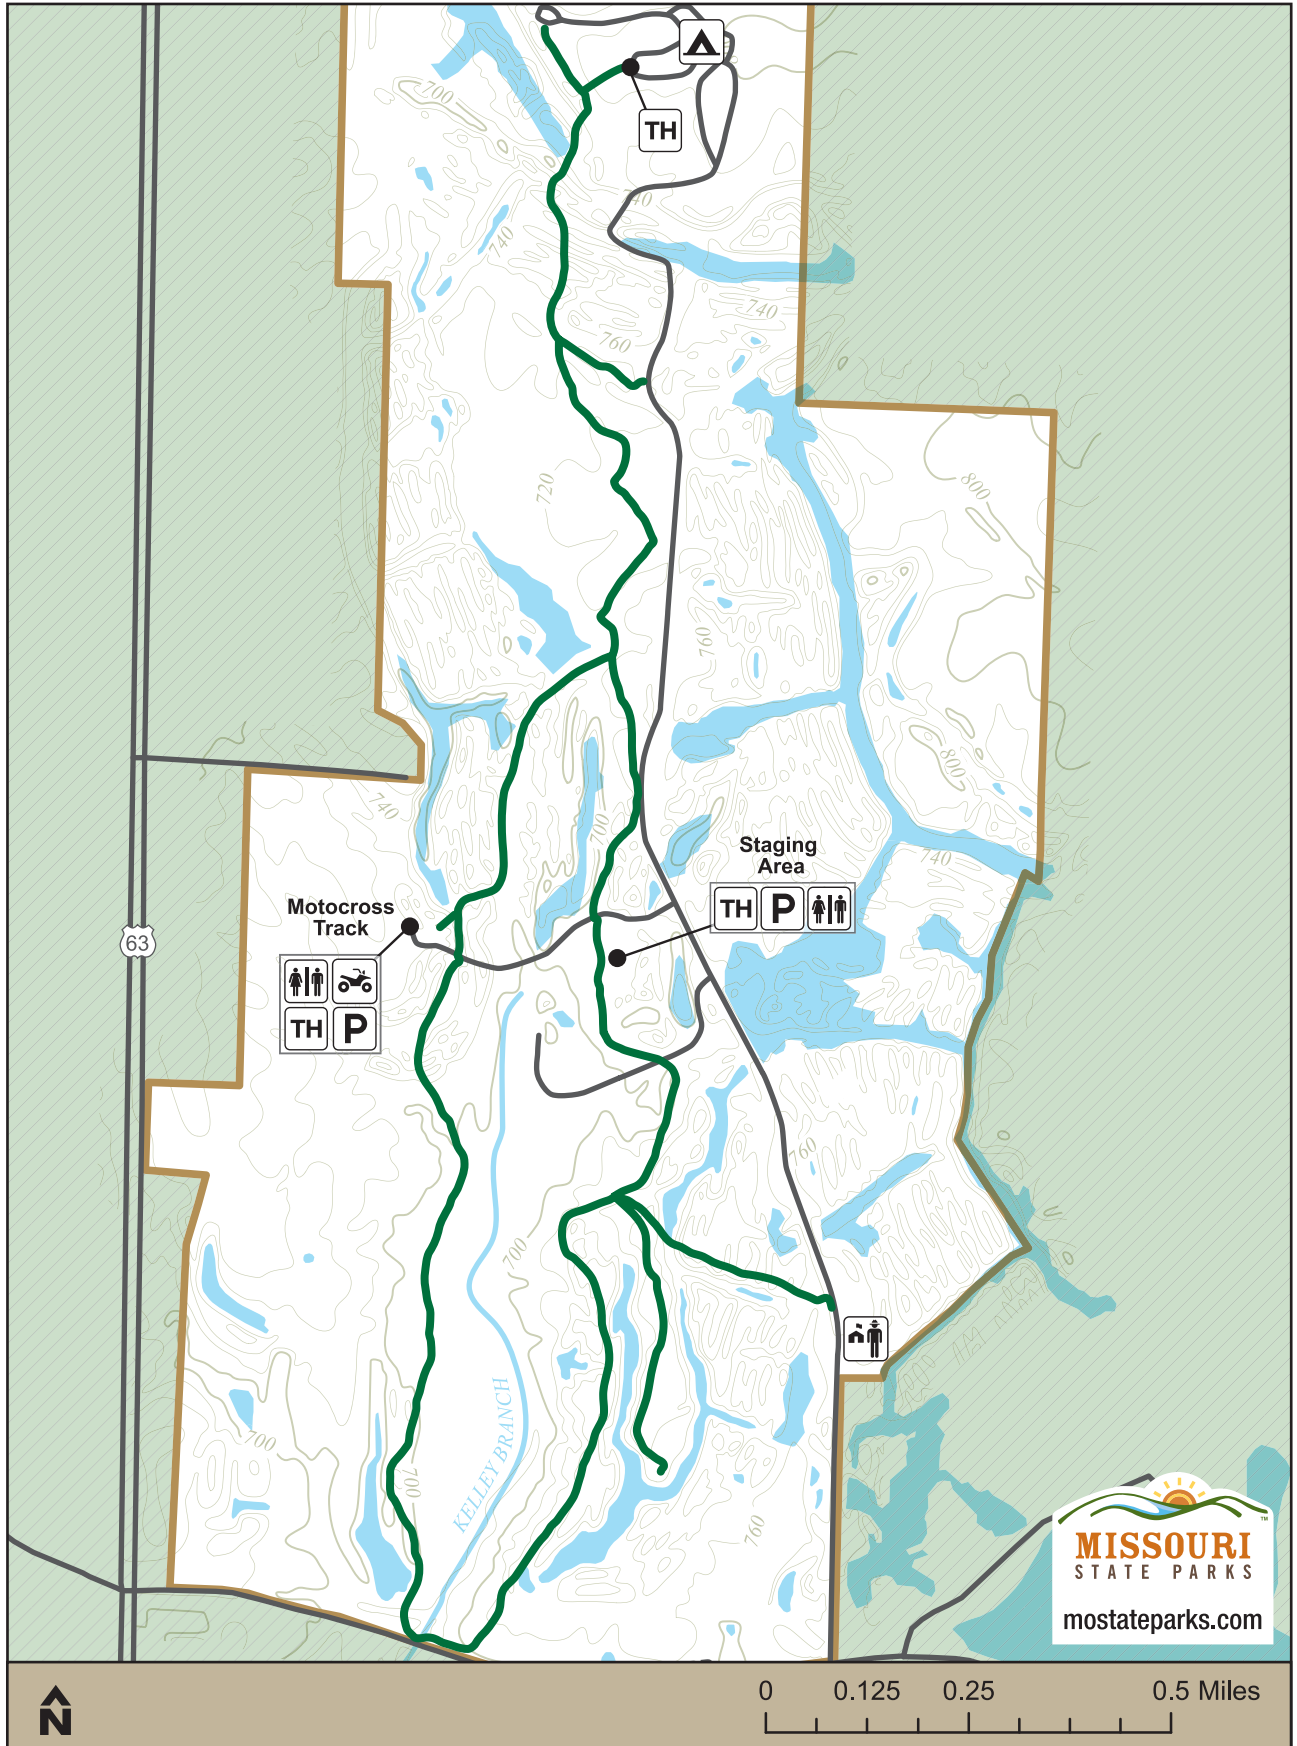 700
TH
740
740
740
760
720
800
760
800
740
700
740
Staging
Area
TH P
Motocross
Track
63
TH P
760
700
KELLEY BRANCH
700
700
760
MISSOURI
STATE PARKS
TM
mostateparks.com
N
0 0.125 0.25 0.5 Miles